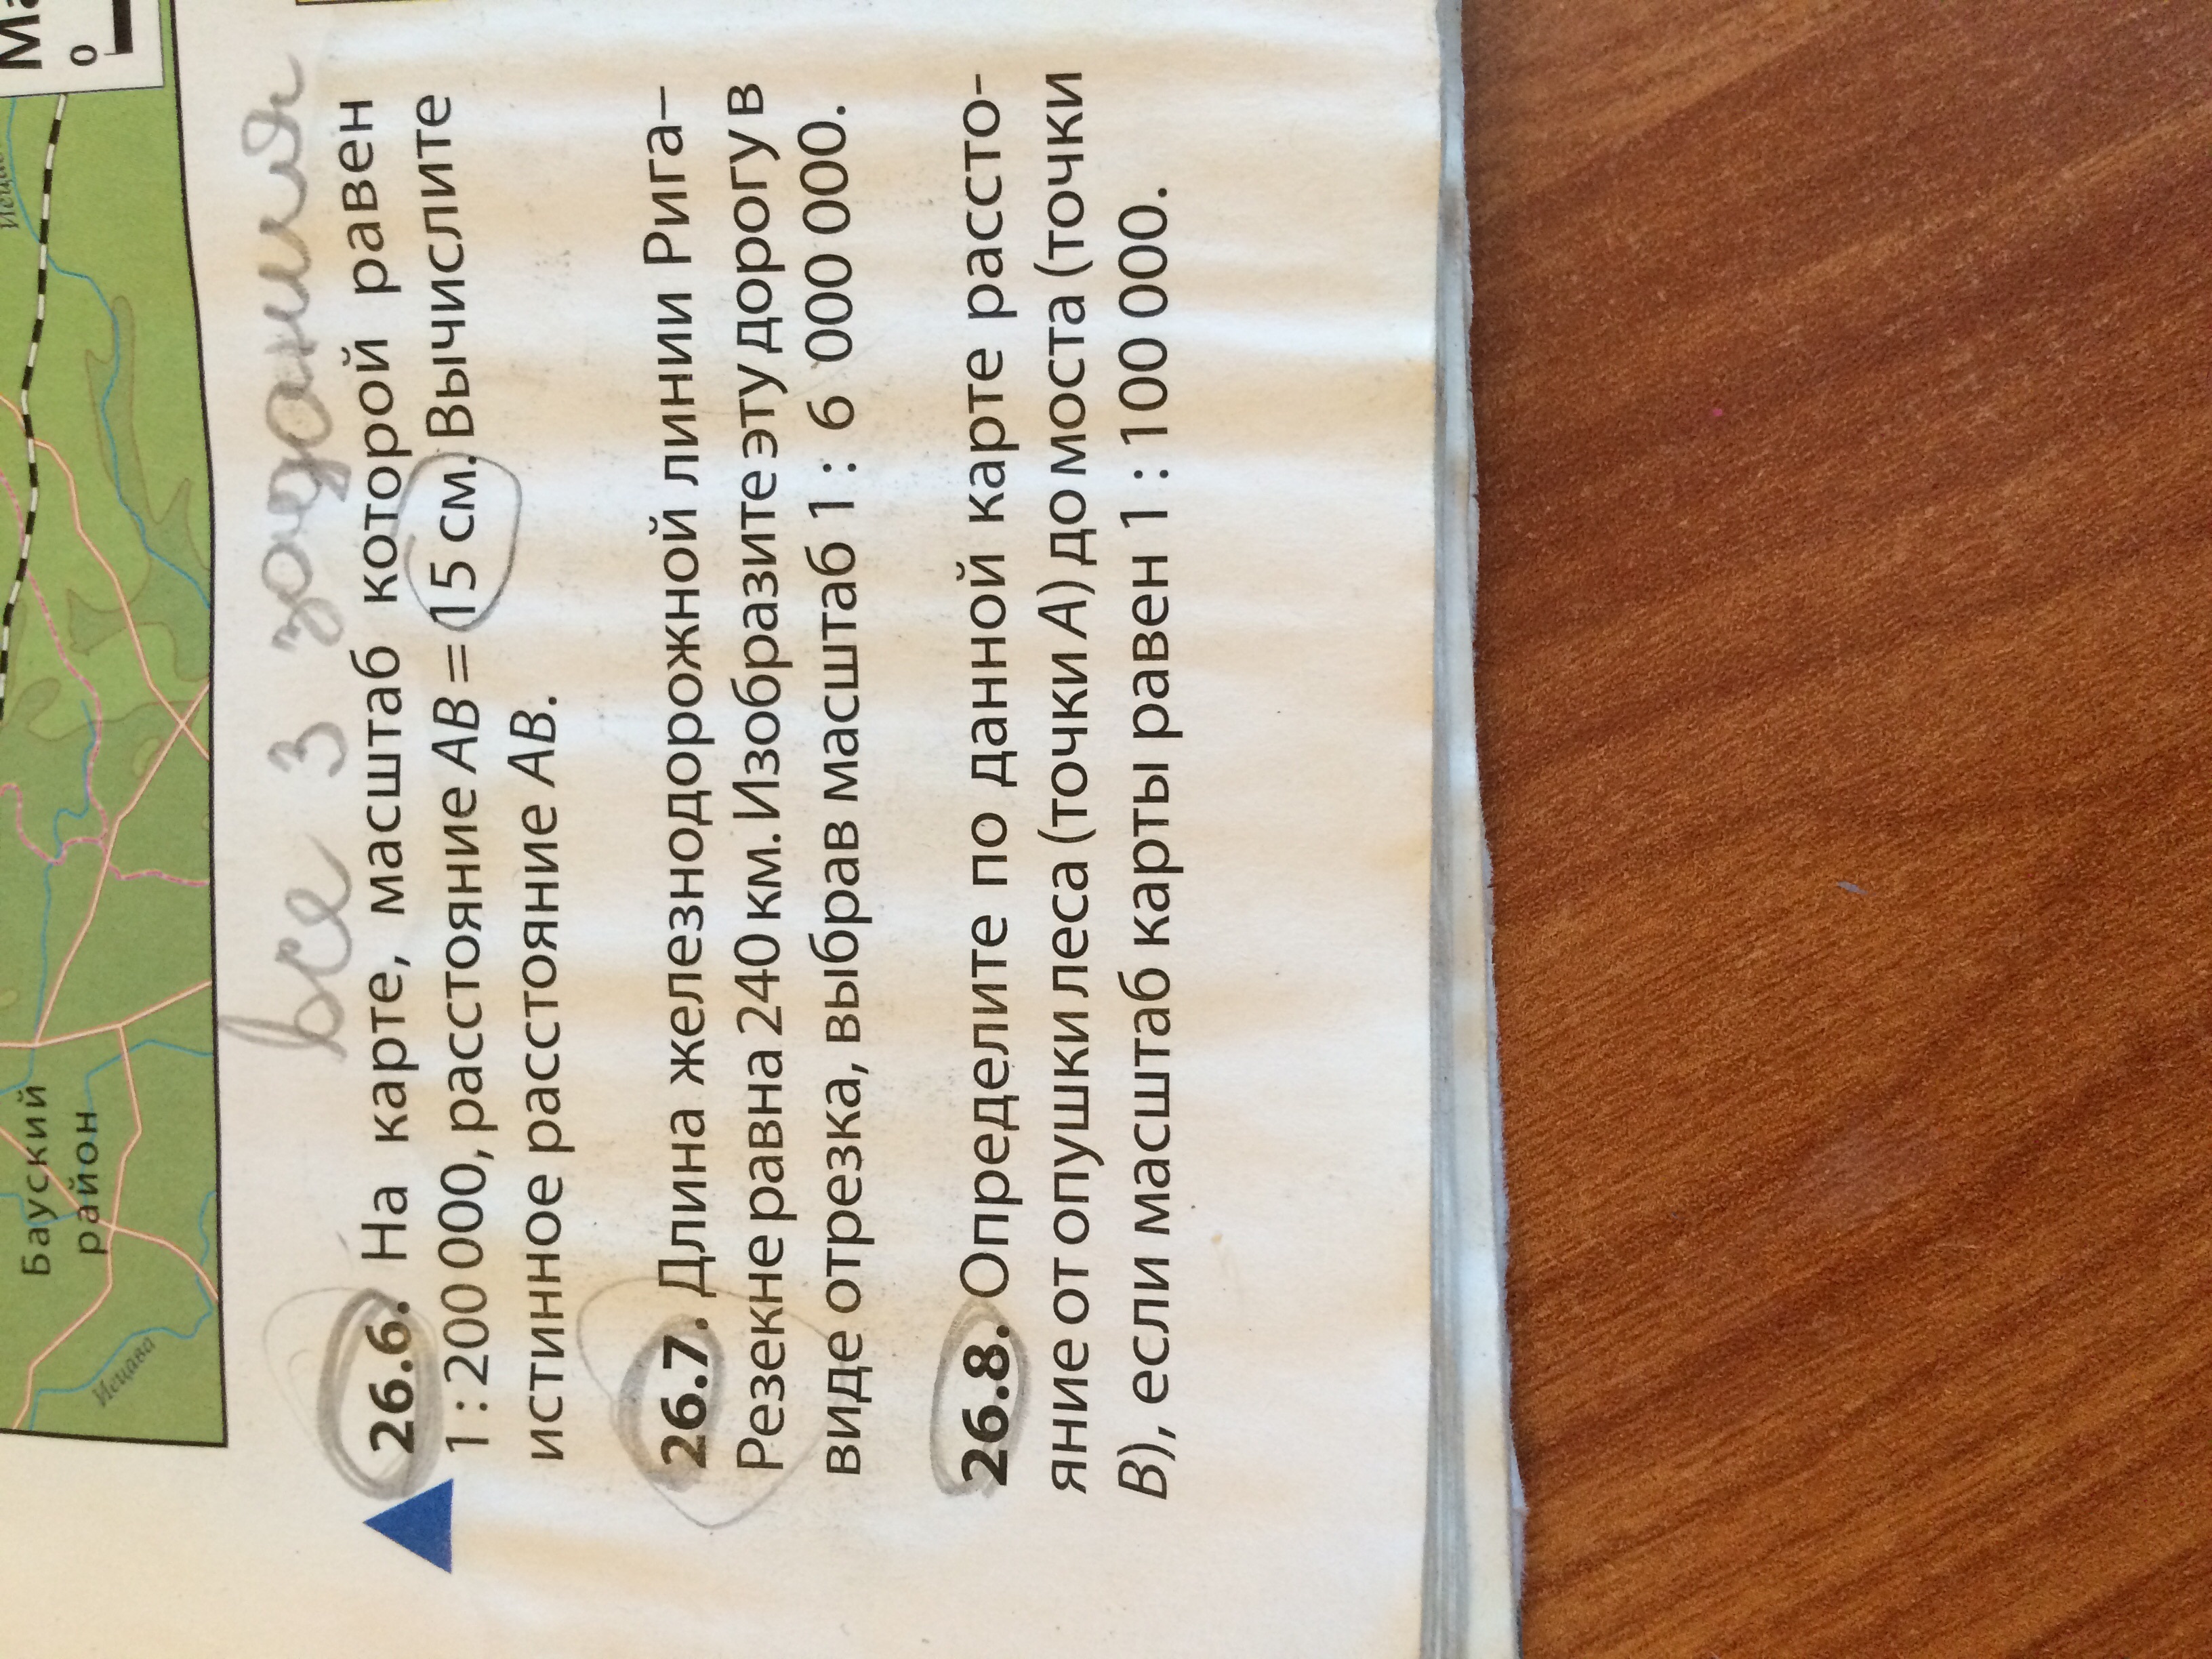 Ма
0
Иецав
Бауский
район
Иецава
все 3 задания
26.6. На карте, масштаб которой равен
1 : 200 000, расстояние AB = 15 см. Вычислите
истинное расстояние AB.
26.7. Длина железнодорожной линии Рига–
Резекне равна 240 км. Изобразите эту дорогу в
виде отрезка, выбрав масштаб 1 : 6 000 000.
26.8. Определите по данной карте рассто-
яние от опушки леса (точки A) до моста (точки
B), если масштаб карты равен 1 : 100 000.